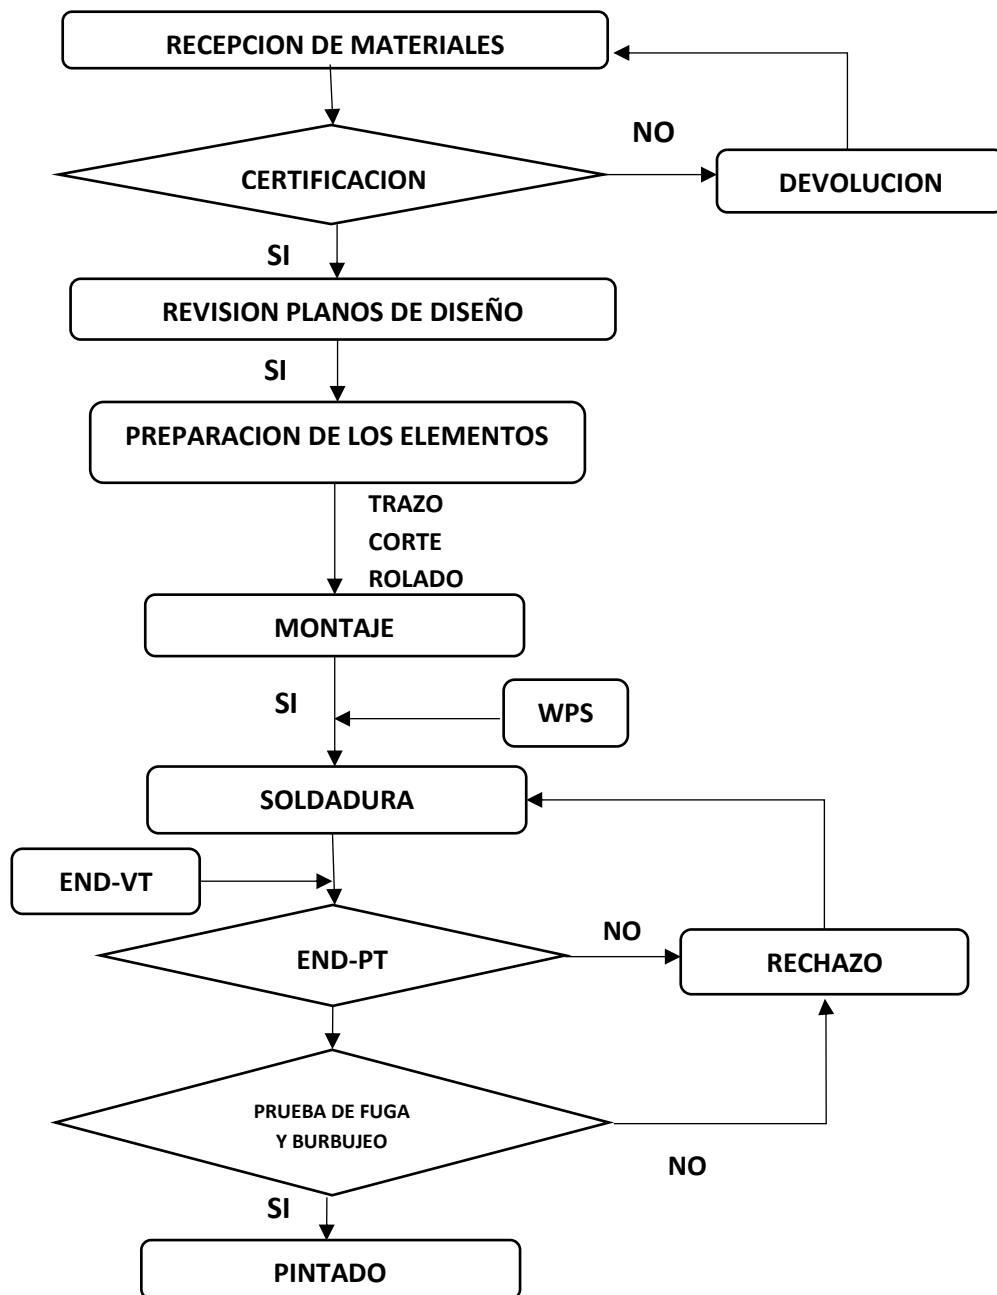 RECEPCION DE MATERIALES
NO
CERTIFICACION
DEVOLUCION
SI
REVISION PLANOS DE DISEÑO
SI
PREPARACION DE LOS ELEMENTOS
TRAZO
CORTE
ROLADO
MONTAJE
SI
WPS
SOLDADURA
END-VT
NO
END-PT
RECHAZO
PRUEBA DE FUGA
Y BURBUJEO
NO
SI
PINTADO